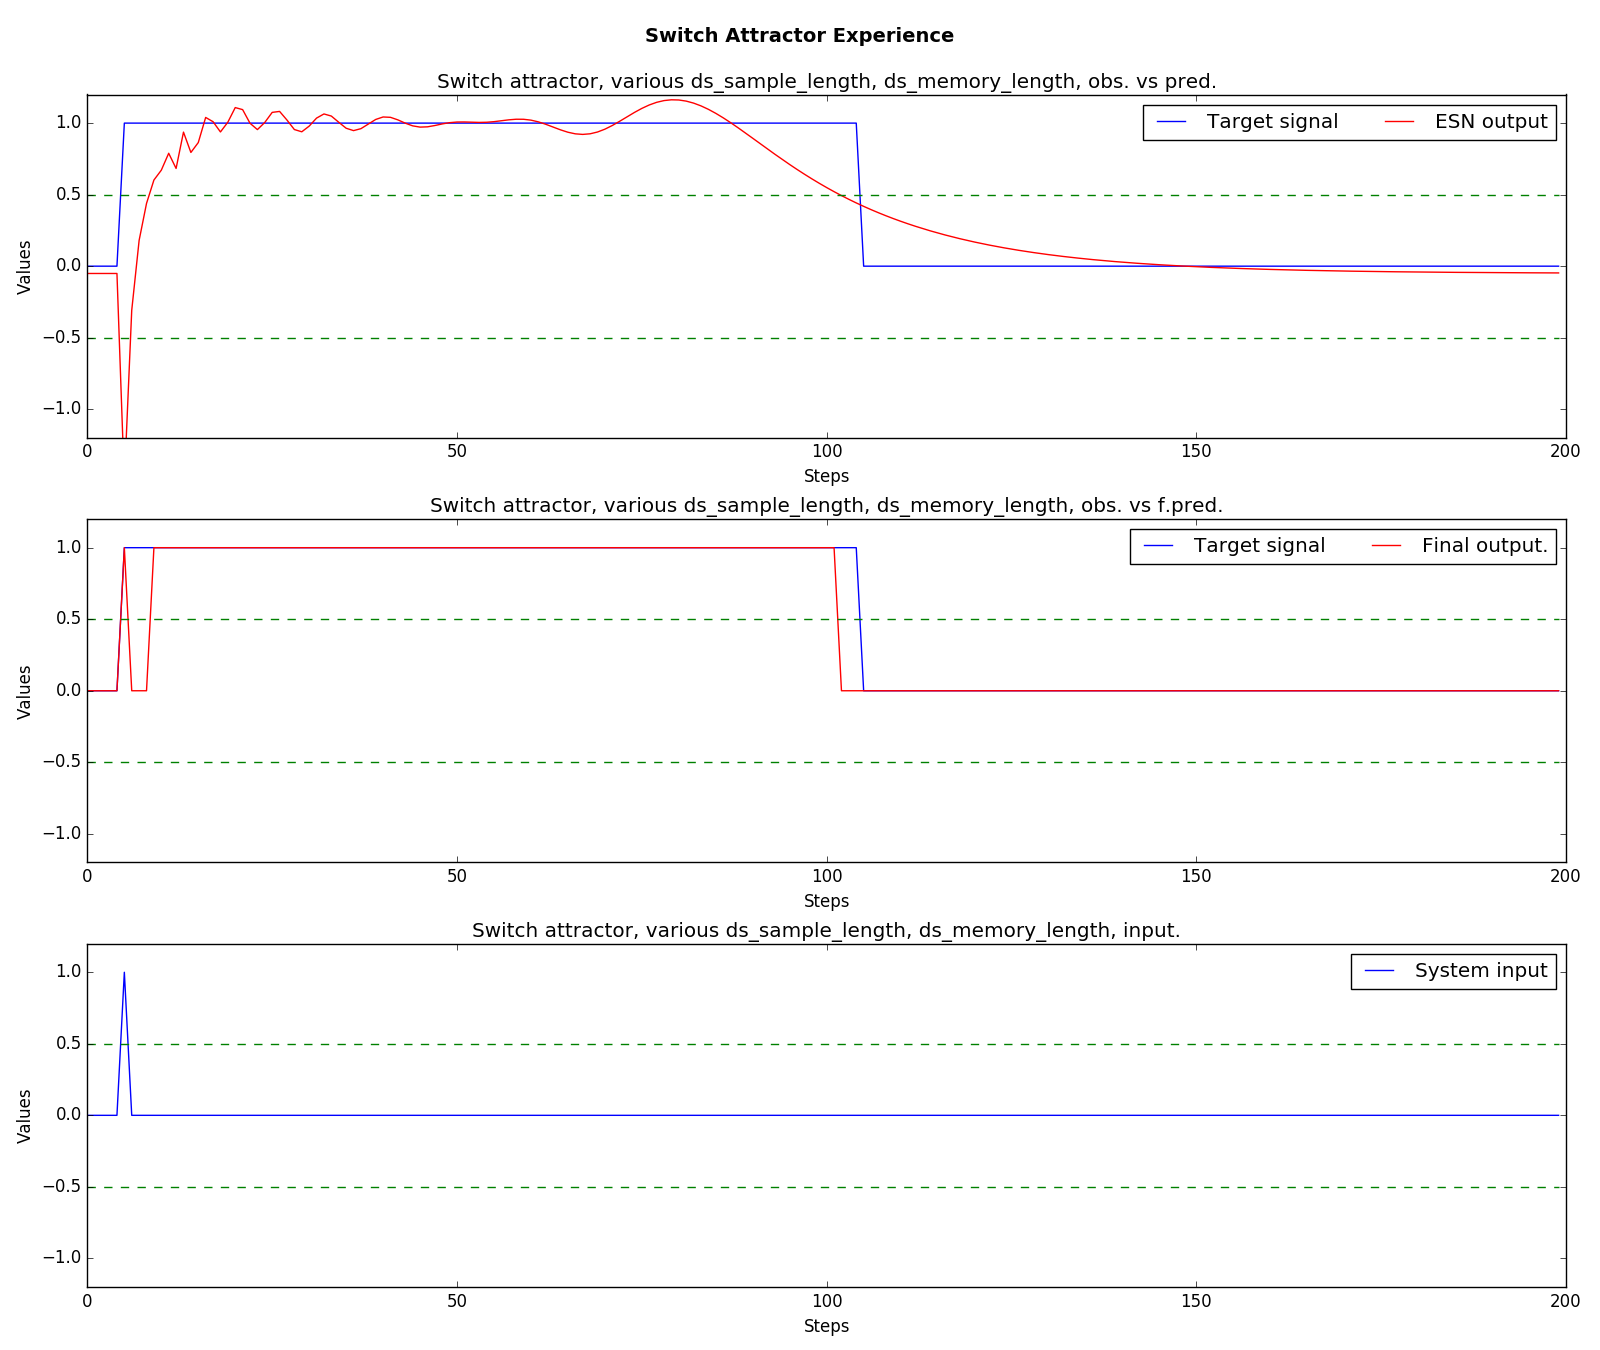 Switch Attractor Experience
Switch attractor, various ds_sample_length, ds_memory_length, obs. vs pred.
Target signal ESN output
1.0
0.5
0.0
−0.5
−1.0
Values
0 50 100 150 200
Steps
Switch attractor, various ds_sample_length, ds_memory_length, obs. vs f.pred.
Target signal Final output.
1.0
0.5
0.0
−0.5
−1.0
Values
0 50 100 150 200
Steps
Switch attractor, various ds_sample_length, ds_memory_length, input.
System input
1.0
0.5
0.0
−0.5
−1.0
Values
0 50 100 150 200
Steps